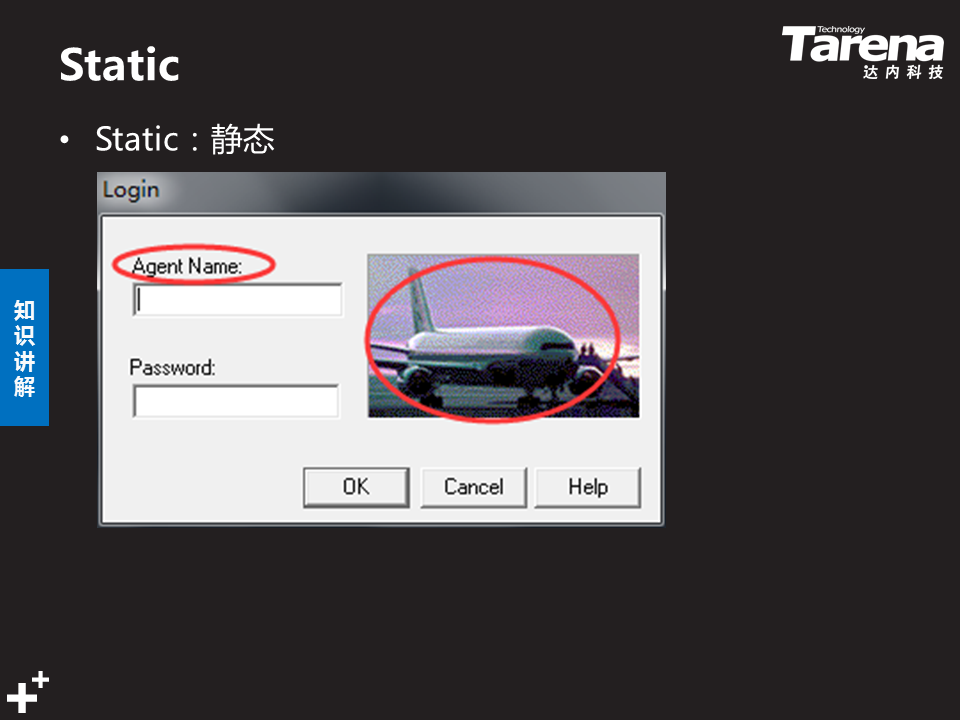 Static
Technology
Tarena
达内科技
• Static：静态
Login
Agent Name:
Password:
OK Cancel Help
知识讲解